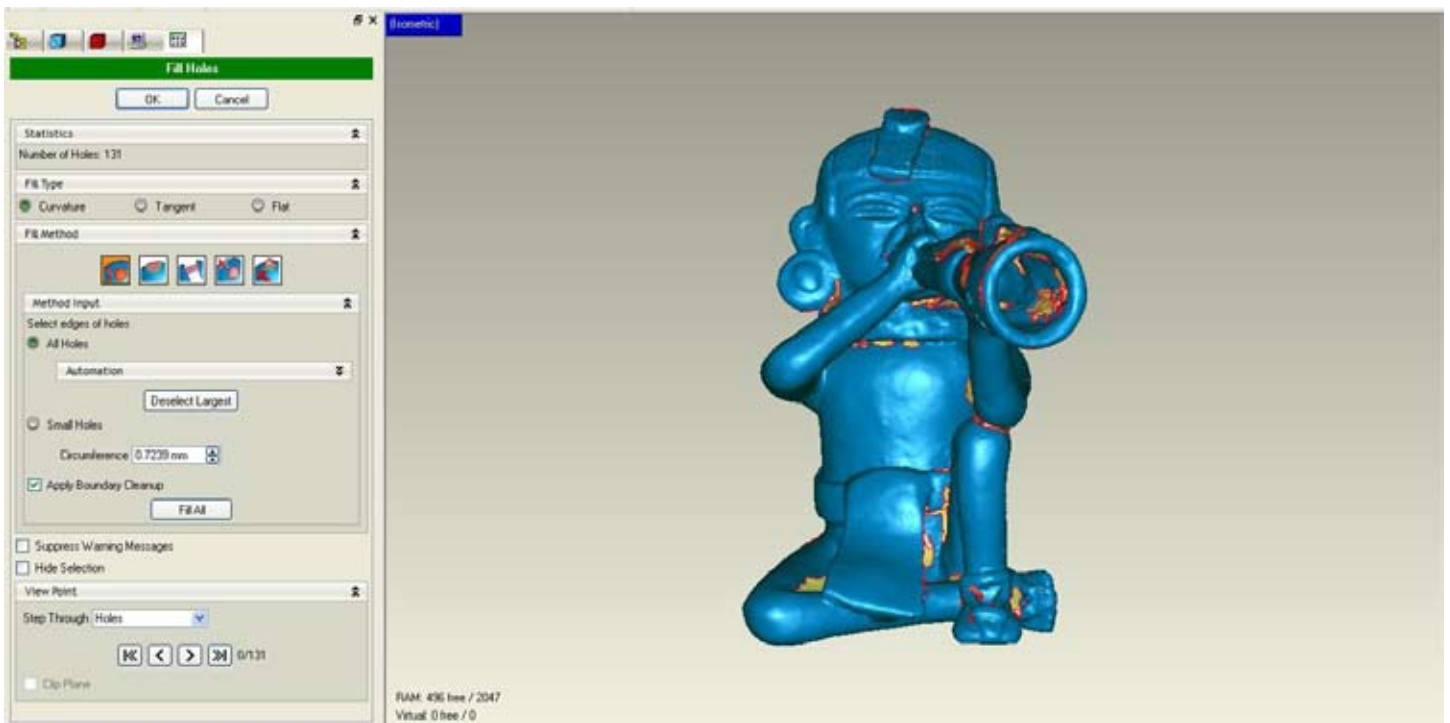 (Isometric)
Fill Holes
OK Cancel
Statistics
Number of Holes: 131
Fill Type
Curvature Tangent Flat
Fill Method
Method Input
Select edges of holes
All Holes
Automation
Deselect Largest
Small Holes
Circumference 0.7239 mm
Apply Boundary Cleanup
Fill All
Suppress Warning Messages
Hide Selection
View Point
Step Through Holes
0/131
Clip Plane
RAM: 496 free / 2047
Virtual: 0 free / 0